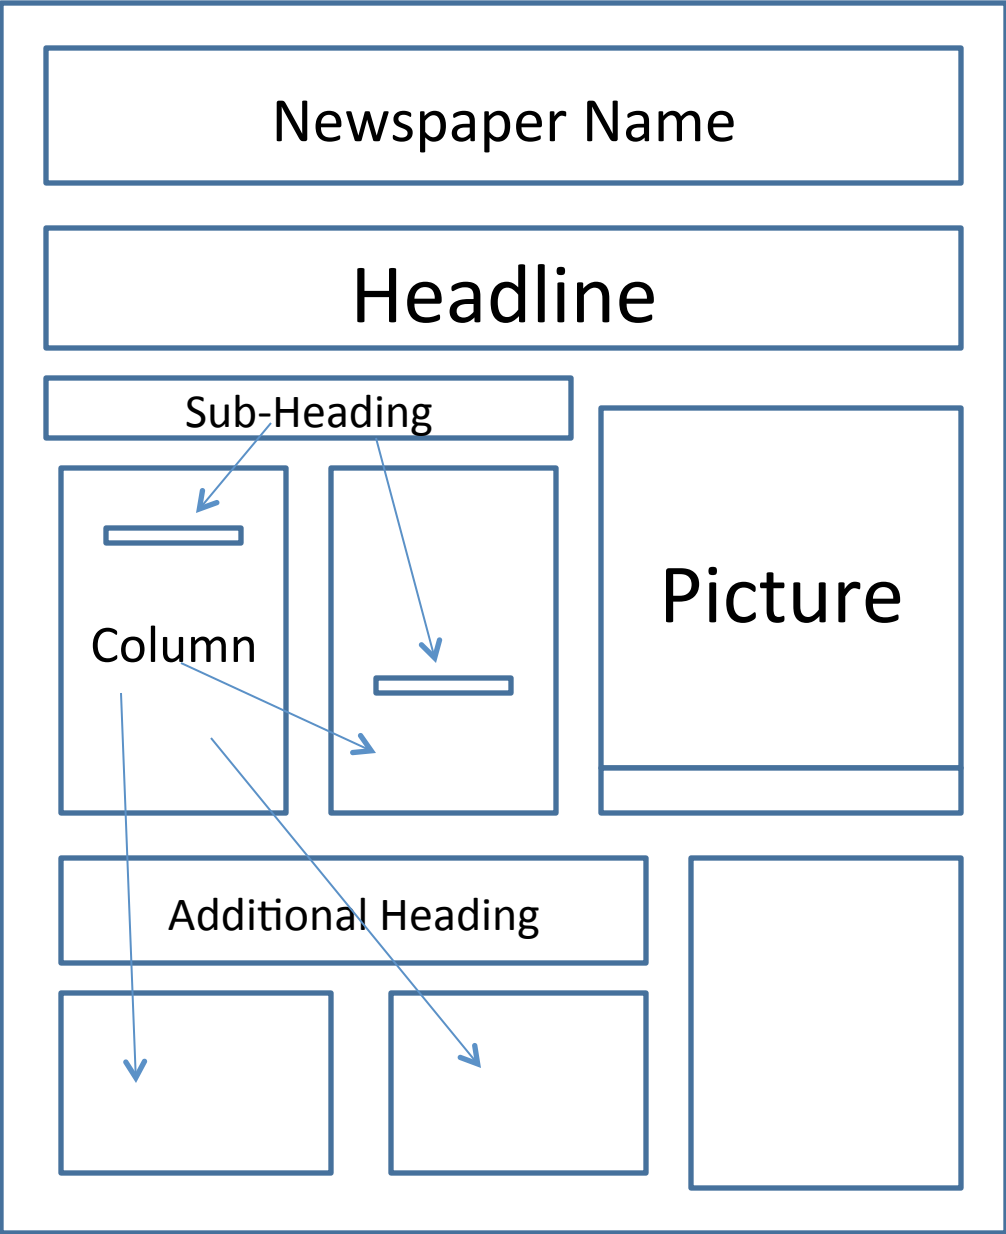 Newspaper Name
Headline
Sub-Heading
Picture
Column
Additional Heading